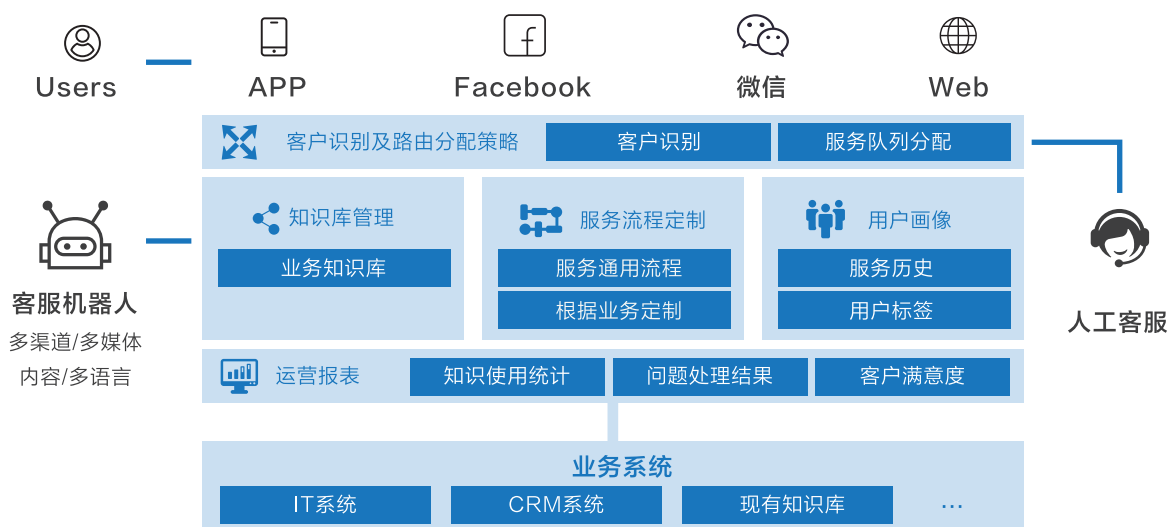 Users
APP
Facebook
微信
Web
客户识别及路由分配策略
客户识别
服务队列分配
知识库管理
业务知识库
服务流程定制
服务通用流程
根据业务定制
用户画像
服务历史
用户标签
客服机器人
多渠道/多媒体
内容/多语言
人工客服
运营报表
知识使用统计
问题处理结果
客户满意度
业务系统
IT系统
CRM系统
现有知识库
...